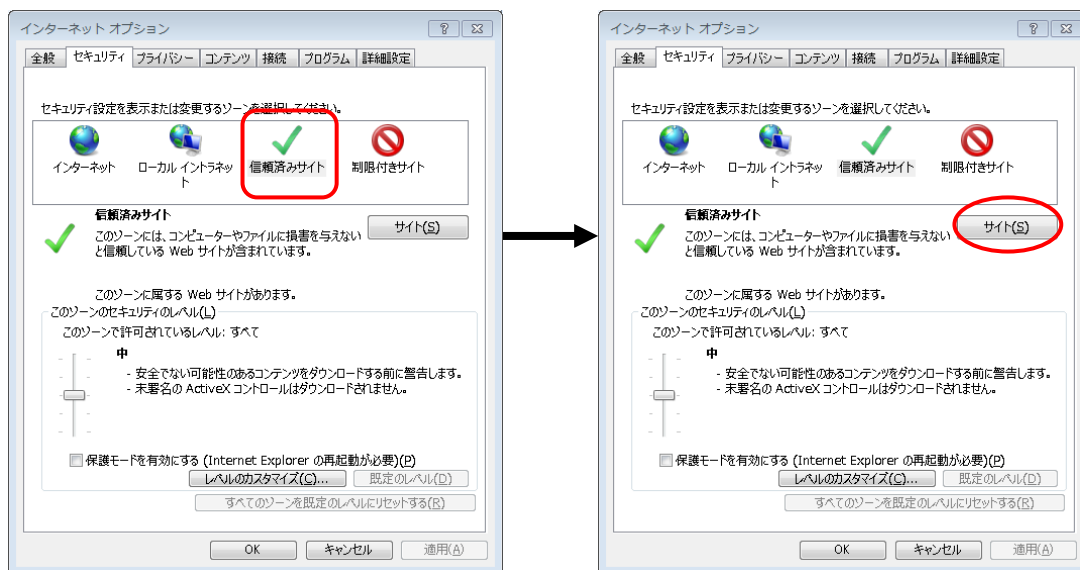 インターネット オプション
全般 セキュリティ プライバシー コンテンツ 接続 プログラム 詳細設定
セキュリティ設定を表示または変更するゾーンを選択してください。
インターネット
ローカル イントラネッ
ト
信頼済みサイト
制限付きサイト
信頼済みサイト
サイト(S)
このゾーンには、コンピューターやファイルに損害を与えない
と信頼している Web サイトが含まれています。
このゾーンに属する Web サイトがあります。
このゾーンのセキュリティのレベル(L)
このゾーンで許可されているレベル: すべて
中
- 安全でない可能性のあるコンテンツをダウンロードする前に警告します。
- 未署名の ActiveX コントロールはダウンロードされません。
保護モードを有効にする (Internet Explorer の再起動が必要)(P)
レベルのカスタマイズ(C)... 既定のレベル(D)
すべてのゾーンを既定のレベルにリセットする(R)
OK キャンセル 適用(A)
インターネット オプション
全般 セキュリティ プライバシー コンテンツ 接続 プログラム 詳細設定
セキュリティ設定を表示または変更するゾーンを選択してください。
インターネット
ローカル イントラネッ
ト
信頼済みサイト
制限付きサイト
信頼済みサイト
サイト(S)
このゾーンには、コンピューターやファイルに損害を与えない
と信頼している Web サイトが含まれています。
このゾーンに属する Web サイトがあります。
このゾーンのセキュリティのレベル(L)
このゾーンで許可されているレベル: すべて
中
- 安全でない可能性のあるコンテンツをダウンロードする前に警告します。
- 未署名の ActiveX コントロールはダウンロードされません。
保護モードを有効にする (Internet Explorer の再起動が必要)(P)
レベルのカスタマイズ(C)... 既定のレベル(D)
すべてのゾーンを既定のレベルにリセットする(R)
OK キャンセル 適用(A)